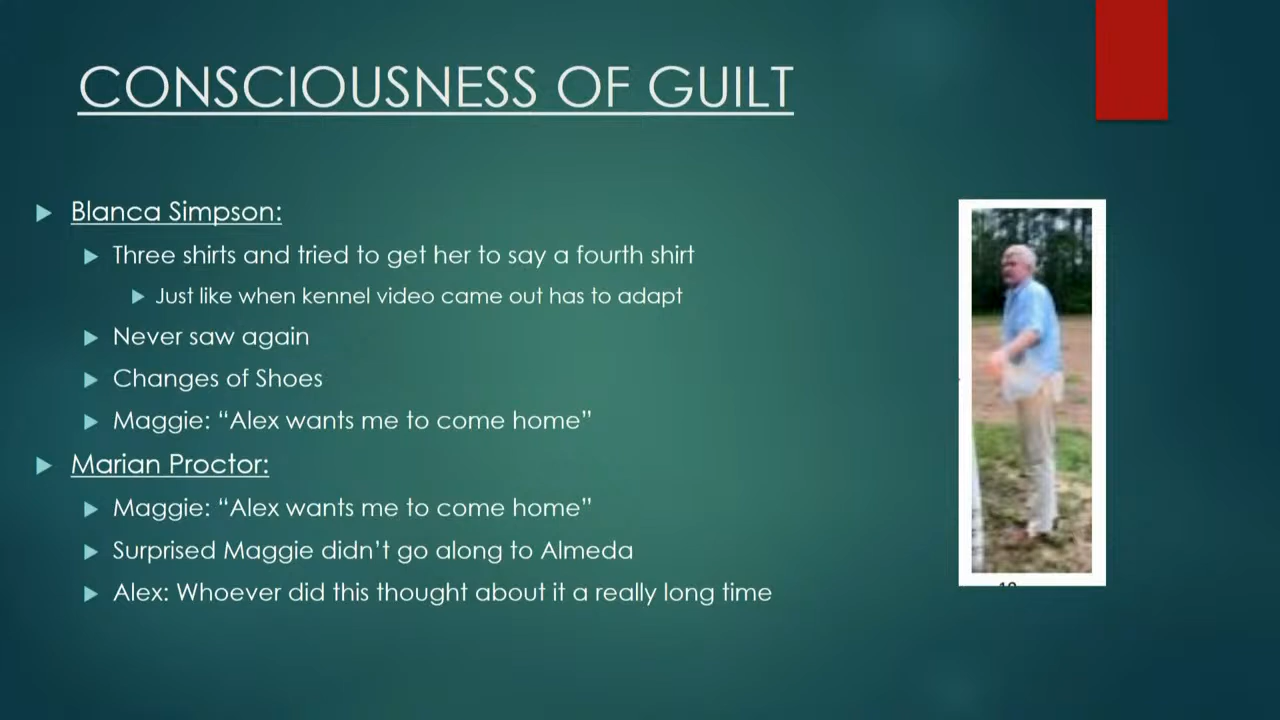 CONSCIOUSNESS OF GUILT
Blanca Simpson:
Three shirts and tried to get her to say a fourth shirt
Just like when kennel video came out has to adapt
Never saw again
Changes of Shoes
Maggie: “Alex wants me to come home”
Marian Proctor:
Maggie: “Alex wants me to come home”
Surprised Maggie didn’t go along to Almeda
Alex: Whoever did this thought about it a really long time